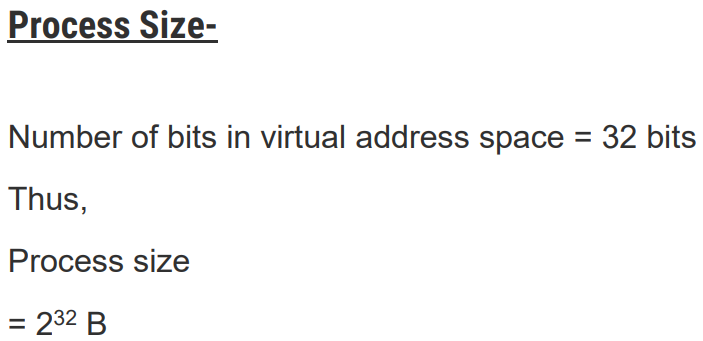 Process Size-
Number of bits in virtual address space = 32 bits
Thus,
Process size
= 2³² B